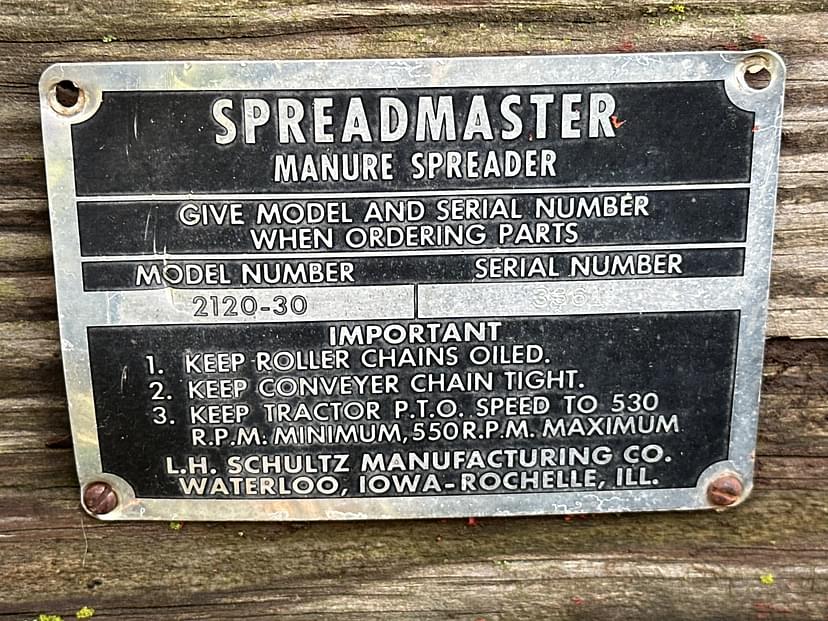 SPREADMASTER
MANURE SPREADER
GIVE MODEL AND SERIAL NUMBER
WHEN ORDERING PARTS
MODEL NUMBER SERIAL NUMBER
2120-30
IMPORTANT
1. KEEP ROLLER CHAINS OILED.
2. KEEP CONVEYER CHAIN TIGHT.
3. KEEP TRACTOR P.T.O. SPEED TO 530
R.P.M. MINIMUM, 550 R.P.M. MAXIMUM
L.H. SCHULTZ MANUFACTURING CO.
WATERLOO, IOWA-ROCHELLE, ILL.